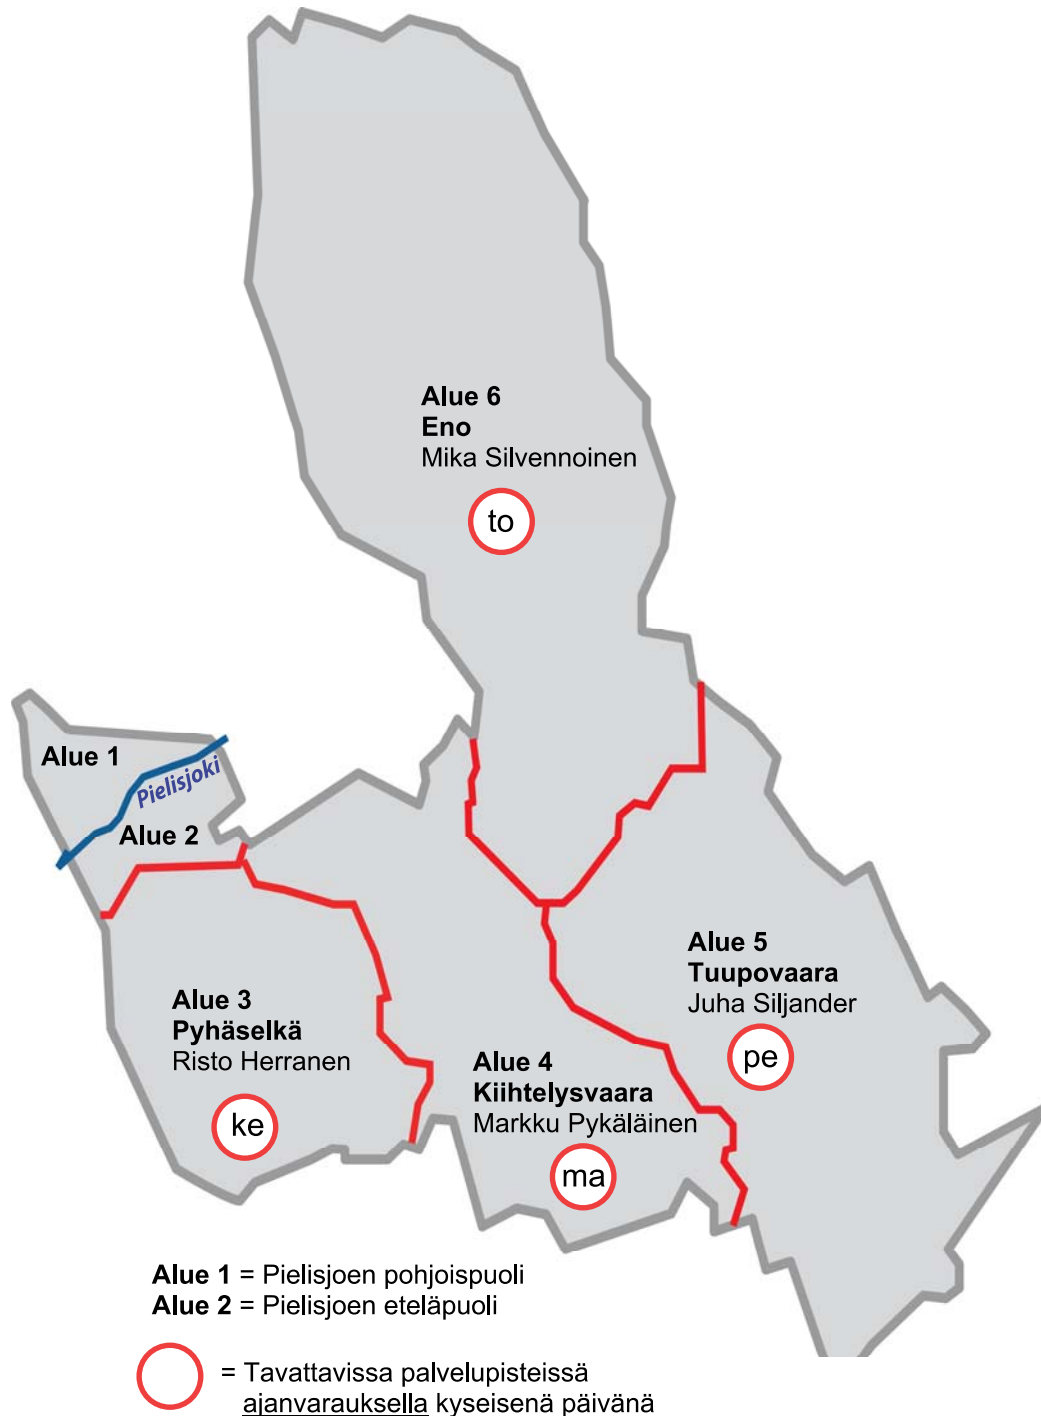 Alue 6
Eno
Mika Silvennoinen
to
Alue 1
Pielisjoki
Alue 2
Alue 5
Tuupovaara
Juha Siljander
pe
Alue 3
Pyhäselkä
Risto Herranen
ke
Alue 4
Kiihtelysvaara
Markku Pykäläinen
ma
Alue 1 = Pielisjoen pohjoispuoli
Alue 2 = Pielisjoen eteläpuoli
= Tavattavissa palvelupisteissä
ajanvarauksella kyseisenä päivänä